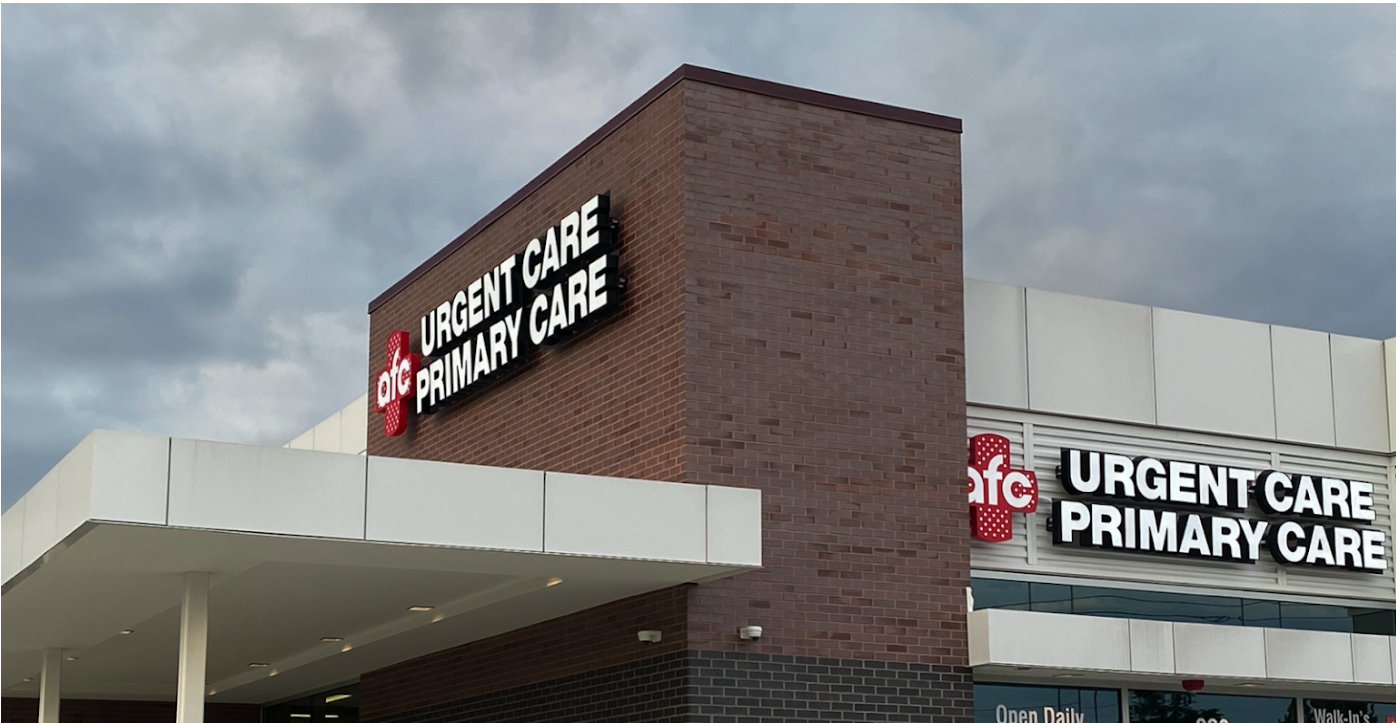 afc
URGENT CARE
PRIMARY CARE
afc
URGENT CARE
PRIMARY CARE
Open Daily
Walk-In's